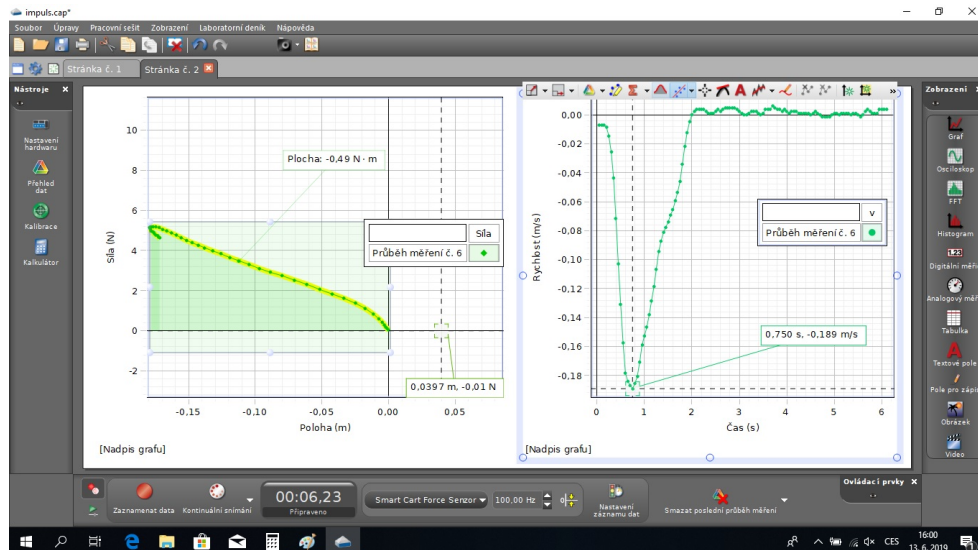 impuls.cap*
Soubor Úpravy Pracovní sešit Zobrazení Laboratorní deník Nápověda
Stránka č. 1
Stránka č. 2
Nástroje
Nastavení hardwaru
Přehled dat
Kalibrace
Kalkulátor
10
8
6
4
2
0
-2
Síla (N)
Plocha: -0,49 N · m
Síla
Průběh měření č. 6
0,0397 m, -0,01 N
-0,15 -0,10 -0,05 0,00 0,05
Poloha (m)
[Nadpis grafu]
0.00
-0,02
-0,04
-0,06
-0,08
-0,10
-0,12
-0,14
-0,16
-0,18
Rychlost (m/s)
v
Průběh měření č. 6
0,750 s, -0,189 m/s
0 1 2 3 4 5 6
Čas (s)
[Nadpis grafu]
Zobrazení
Graf
Osciloskop
FFT
Histogram
1.23
Digitální měři
Analogový měř
Tabulka
Textové pole
Pole pro zápis
Obrázek
Video
Zaznamenat data
Kontinuální snímání
00:06,23
Připraveno
Smart Cart Force Senzor
100,00 Hz
Nastavení
záznamu dat
Smazat poslední průběh měření
Ovládací prvky
CES
16:00
13. 6. 2019